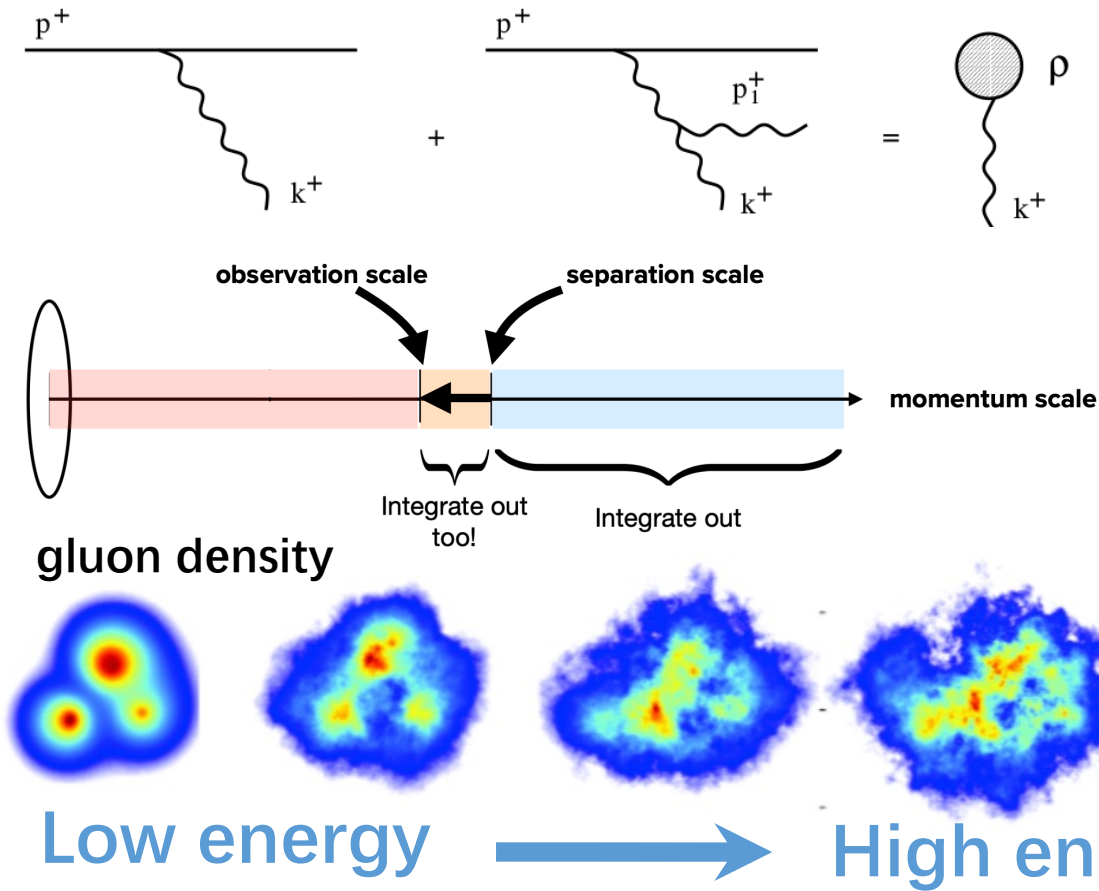 p⁺
p⁺
ρ
p₁⁺
+
=
k⁺
k⁺
k⁺
observation scale
separation scale
momentum scale
Integrate out
too!
Integrate out
gluon density
Low energy
High en